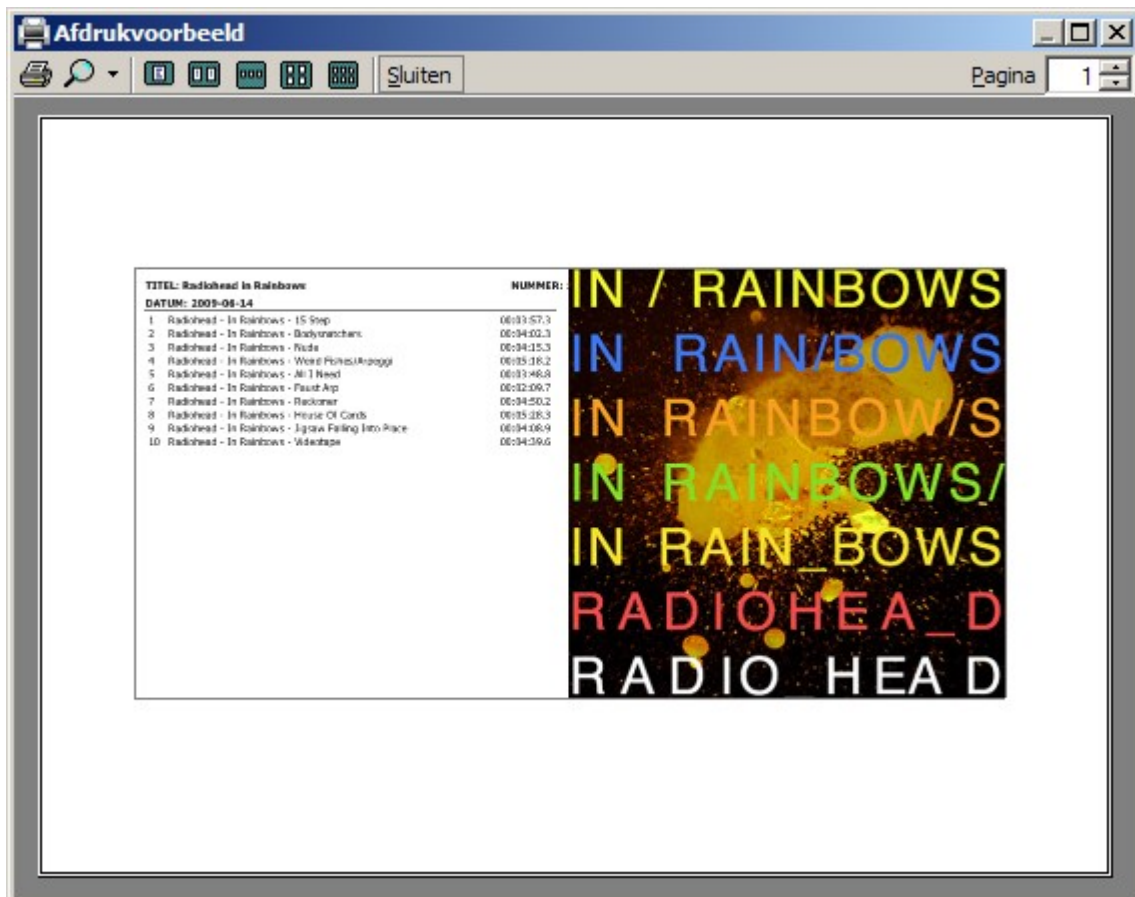 Afdrukvoorbeeld
Sluiten
Pagina 1
TITEL: Radiohead in Rainbows NUMMER:
DATUM: 2009-06-14
1 Radiohead - In Rainbows - 15 Step 00:03:57.3
2 Radiohead - In Rainbows - Bodysnatchers 00:04:02.3
3 Radiohead - In Rainbows - Nude 00:04:15.3
4 Radiohead - In Rainbows - Weird Fishes/Arpeggi 00:05:18.2
5 Radiohead - In Rainbows - All I Need 00:03:48.8
6 Radiohead - In Rainbows - Faust Arp 00:02:09.7
7 Radiohead - In Rainbows - Reckoner 00:04:50.2
8 Radiohead - In Rainbows - House Of Cards 00:05:28.3
9 Radiohead - In Rainbows - Jigsaw Falling Into Place 00:04:08.9
10 Radiohead - In Rainbows - Videotape 00:04:39.6
IN / RAINBOWS
IN RAIN/BOWS
IN RAINBOW/S
IN RAINBOWS/
IN RAIN_BOWS
RADIOHEA_D
RADIO_HEAD